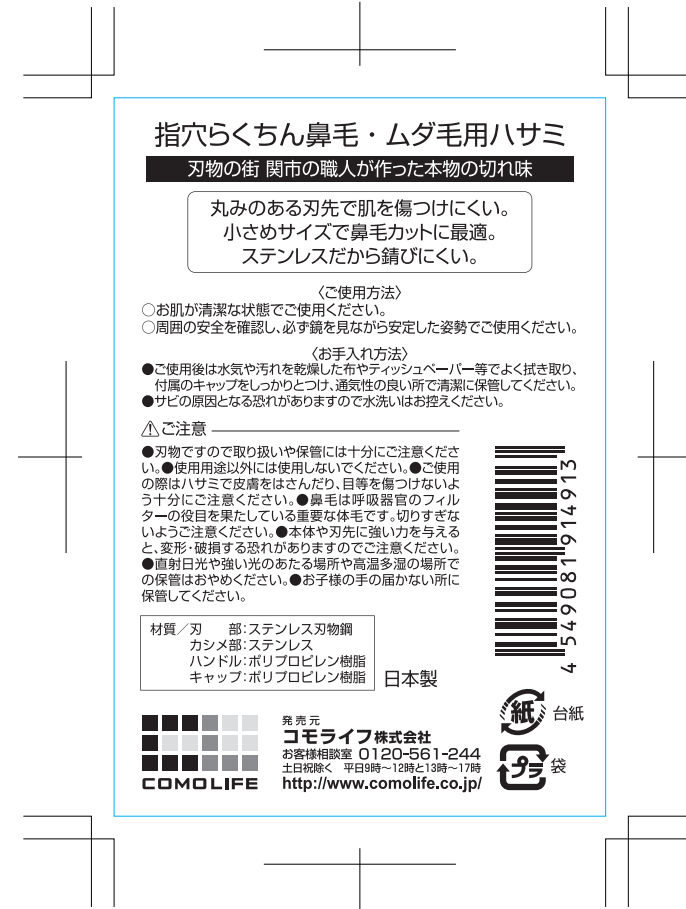 指穴らくちん鼻毛・ムダ毛用ハサミ
刃物の街 関市の職人が作った本物の切れ味
丸みのある刃先で肌を傷つけにくい。
小さめサイズで鼻毛カットに最適。
ステンレスだから錆びにくい。
〈ご使用方法〉
○お肌が清潔な状態でご使用ください。
○周囲の安全を確認し、必ず鏡を見ながら安定した姿勢でご使用ください。
〈お手入れ方法〉
●ご使用後は水気や汚れを乾燥した布やティッシュペーパー等でよく拭き取り、
付属のキャップをしっかりとつけ、通気性の良い所で清潔に保管してください。
●サビの原因となる恐れがありますので水洗いはお控えください。
⚠ご注意
●刃物ですので取り扱いや保管には十分にご注意くださ
い。●使用用途以外には使用しないでください。●ご使用
の際はハサミで皮膚をはさんだり、目等を傷つけないよ
う十分にご注意ください。●鼻毛は呼吸器官のフィル
ターの役目を果たしている重要な体毛です。切りすぎな
いようご注意ください。●本体や刃先に強い力を与える
と、変形・破損する恐れがありますのでご注意ください。
●直射日光や強い光のあたる場所や高温多湿の場所で
の保管はおやめください。●お子様の手の届かない所に
保管してください。
4 549081 914913
材質／刃　部：ステンレス刃物鋼
カシメ部：ステンレス
ハンドル：ポリプロピレン樹脂
キャップ：ポリプロピレン樹脂
日本製
紙 台紙
プラ 袋
COMOLIFE
発売元
コモライフ株式会社
お客様相談室 0120-561-244
土日祝除く 平日9時～12時と13時～17時
http://www.comolife.co.jp/